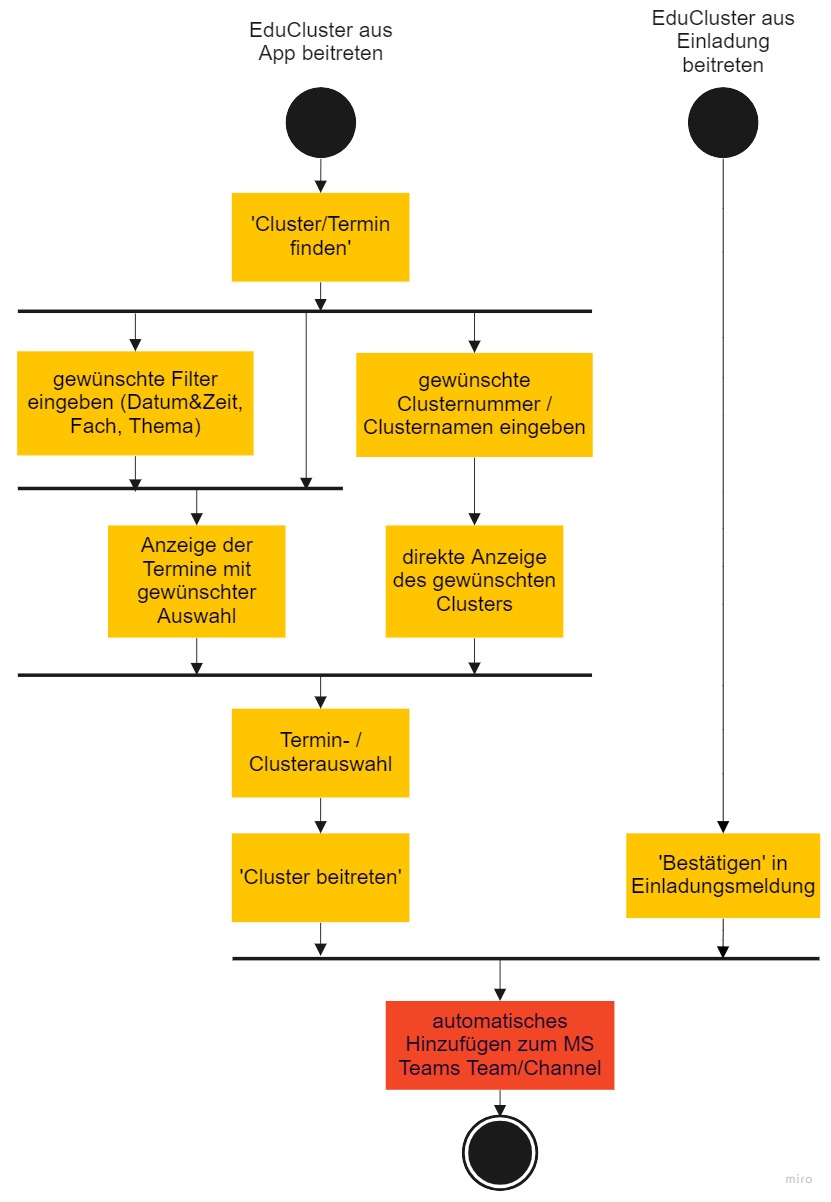 EduCluster aus
App beitreten
EduCluster aus
Einladung
beitreten
'Cluster/Termin
finden'
gewünschte Filter
eingeben (Datum&Zeit,
Fach, Thema)
gewünschte
Clusternummer /
Clusternamen eingeben
Anzeige der
Termine mit
gewünschter
Auswahl
direkte Anzeige
des gewünschten
Clusters
Termin- /
Clusterauswahl
'Cluster beitreten'
'Bestätigen' in
Einladungsmeldung
automatisches
Hinzufügen zum MS
Teams Team/Channel
miro